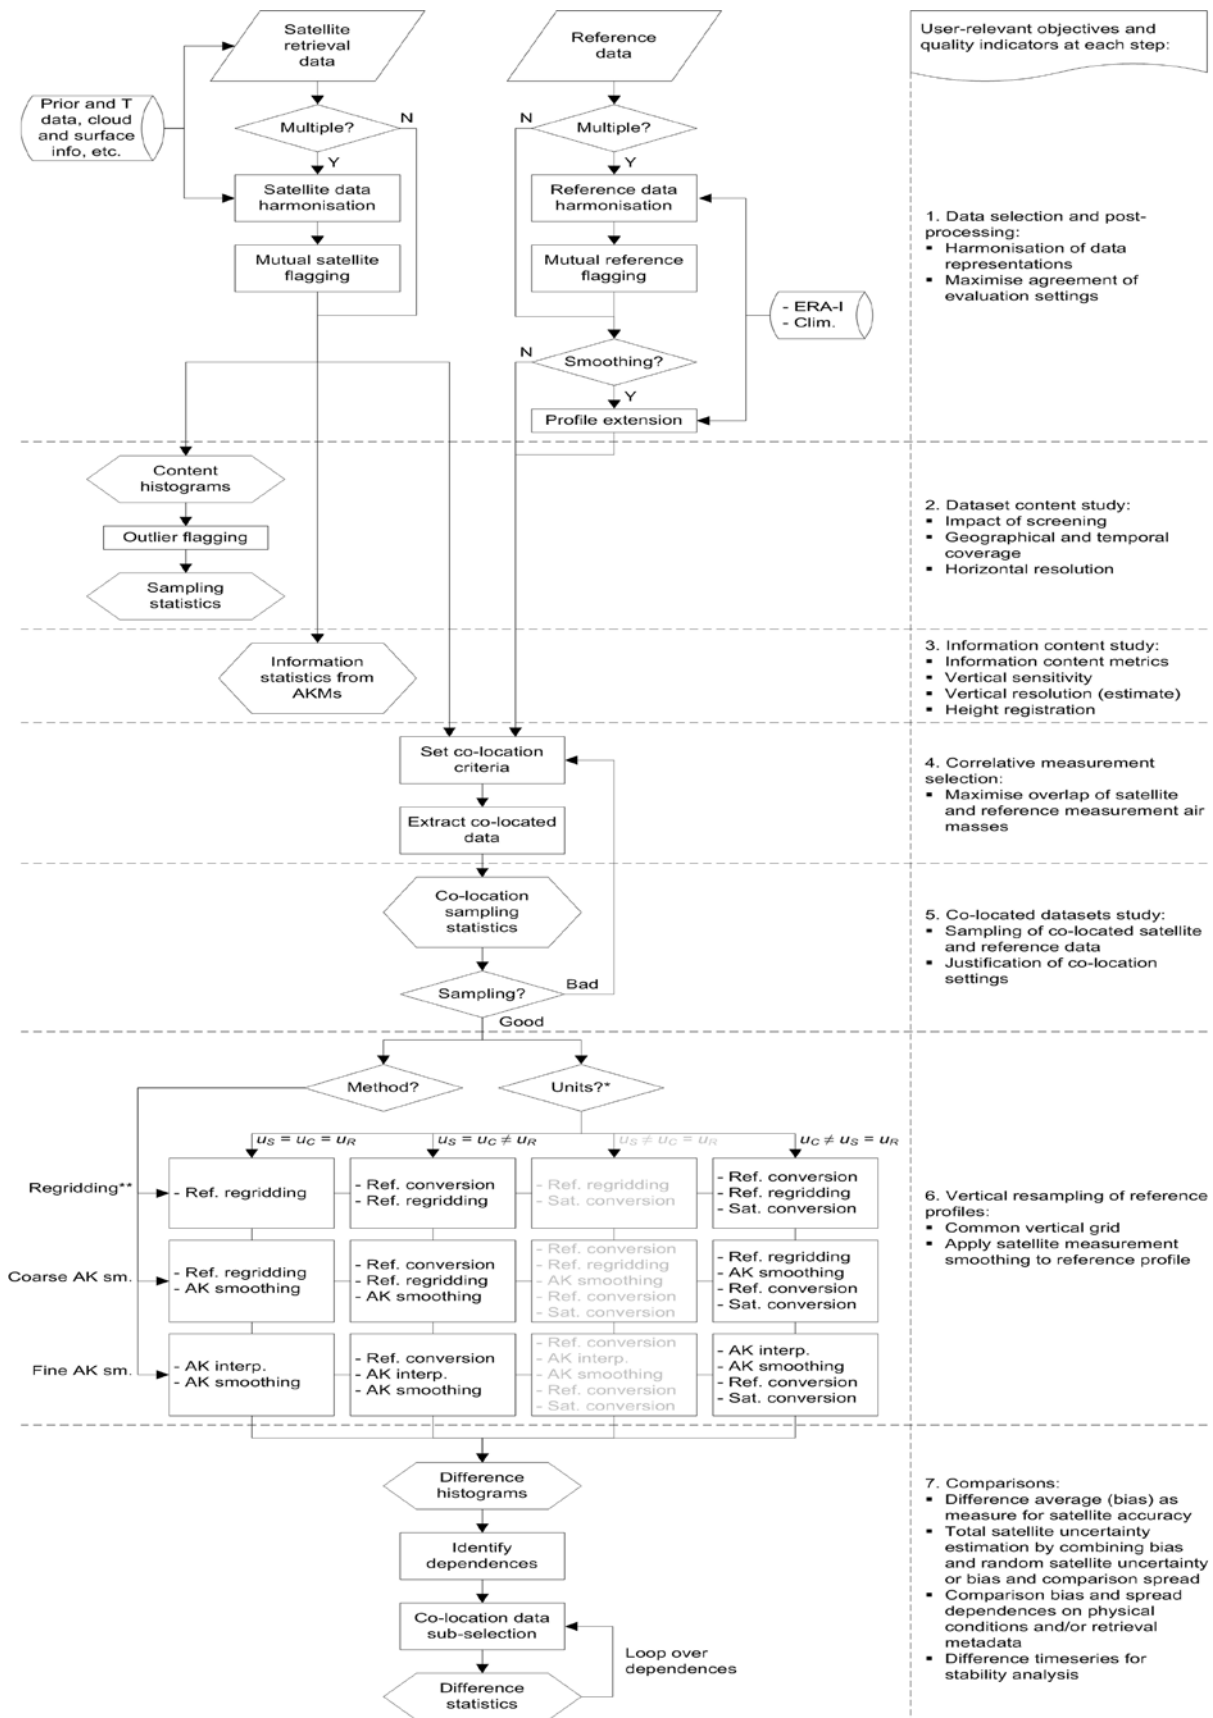 Satellite
retrieval
data
Reference
data
User-relevant objectives and
quality indicators at each step:
Prior and T
data, cloud
and surface
info, etc.
Multiple?
N
Y
N
Multiple?
Y
Satellite data
harmonisation
Reference data
harmonisation
Mutual satellite
flagging
Mutual reference
flagging
- ERA-I
- Clim.
N
Smoothing?
Y
Profile extension
1. Data selection and post-
processing:
▪ Harmonisation of data
representations
▪ Maximise agreement of
evaluation settings
Content
histograms
Outlier flagging
Sampling
statistics
2. Dataset content study:
▪ Impact of screening
▪ Geographical and temporal
coverage
▪ Horizontal resolution
Information
statistics from
AKMs
3. Information content study:
▪ Information content metrics
▪ Vertical sensitivity
▪ Vertical resolution (estimate)
▪ Height registration
Set co-location
criteria
Extract co-located
data
4. Correlative measurement
selection:
▪ Maximise overlap of satellite
and reference measurement air
masses
Co-location
sampling
statistics
Sampling?
Bad
Good
5. Co-located datasets study:
▪ Sampling of co-located satellite
and reference data
▪ Justification of co-location
settings
Method?
Units?*
uS = uC = uR
uS = uC ≠ uR
uS ≠ uC = uR
uC ≠ uS = uR
Regridding**
- Ref. regridding
- Ref. conversion
- Ref. regridding
- Ref. regridding
- Sat. conversion
- Ref. conversion
- Ref. regridding
- Sat. conversion
Coarse AK sm.
- Ref. regridding
- AK smoothing
- Ref. conversion
- Ref. regridding
- AK smoothing
- Ref. conversion
- Ref. regridding
- AK smoothing
- Ref. conversion
- Sat. conversion
- Ref. regridding
- AK smoothing
- Ref. conversion
- Sat. conversion
Fine AK sm.
- AK interp.
- AK smoothing
- Ref. conversion
- AK interp.
- AK smoothing
- Ref. conversion
- AK interp.
- AK smoothing
- Ref. conversion
- Sat. conversion
- AK interp.
- AK smoothing
- Ref. conversion
- Sat. conversion
6. Vertical resampling of reference
profiles:
▪ Common vertical grid
▪ Apply satellite measurement
smoothing to reference profile
Difference
histograms
Identify
dependences
Co-location data
sub-selection
Loop over
dependences
Difference
statistics
7. Comparisons:
▪ Difference average (bias) as
measure for satellite accuracy
▪ Total satellite uncertainty
estimation by combining bias
and random satellite uncertainty
or bias and comparison spread
▪ Comparison bias and spread
dependences on physical
conditions and/or retrieval
metadata
▪ Difference timeseries for
stability analysis